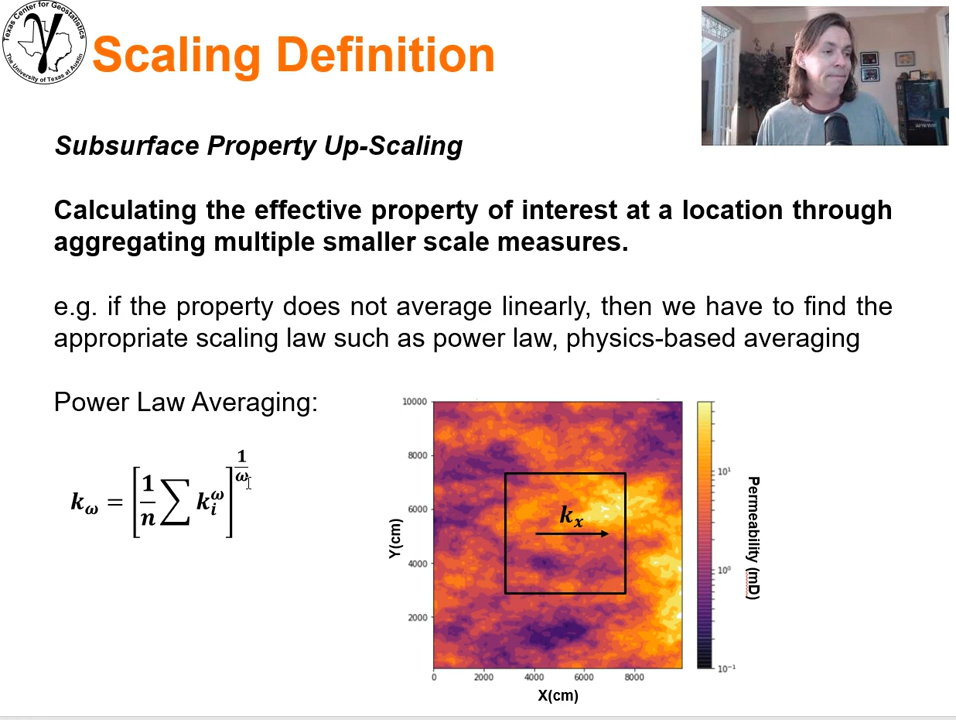 Texas Center for Geostatistics
The University of Texas at Austin
Scaling Definition
Subsurface Property Up-Scaling
Calculating the effective property of interest at a location through
aggregating multiple smaller scale measures.
e.g. if the property does not average linearly, then we have to find the
appropriate scaling law such as power law, physics-based averaging
Power Law Averaging:
k_ω = [1/n ∑ k_i^ω]^(1/ω)
10000
8000
6000
4000
2000
Y(cm)
k_x
0
2000
4000
6000
8000
X(cm)
10¹
10⁰
10⁻¹
Permeability (mD)